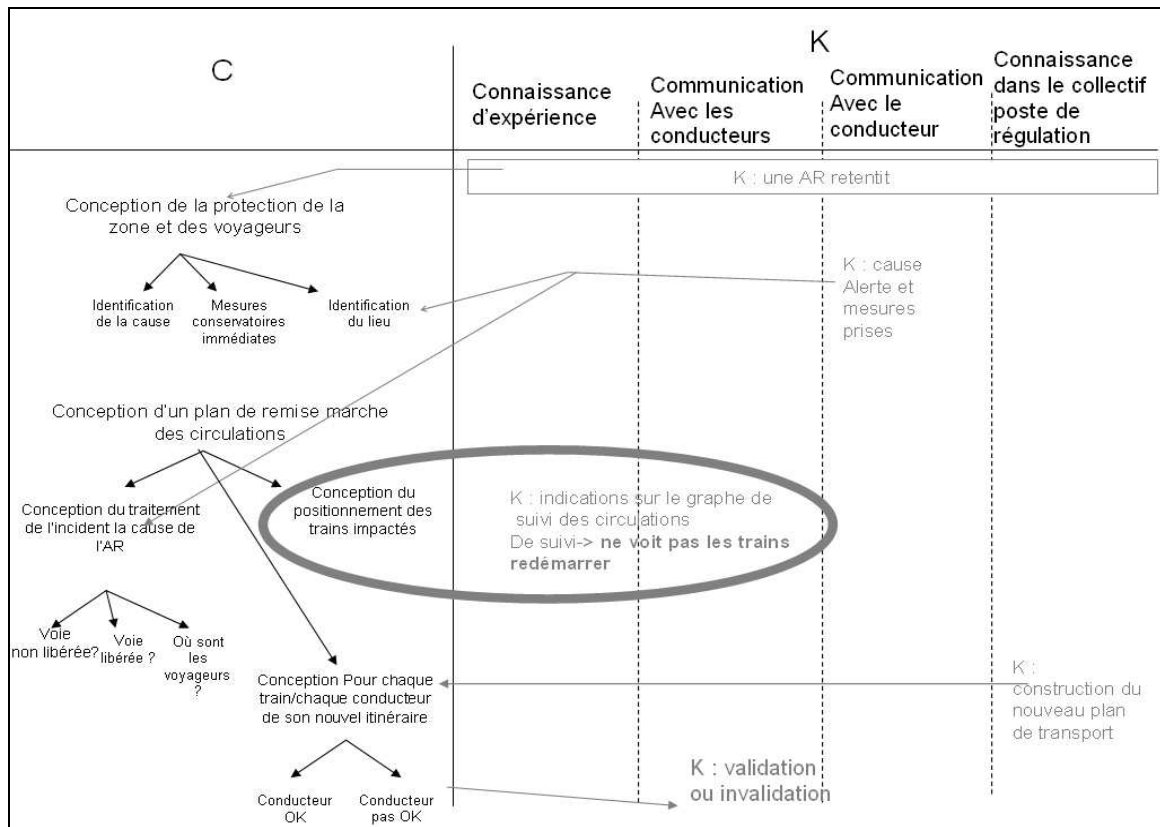 C
K
Connaissance
d'expérience
Communication
Avec les
conducteurs
Communication
Avec le
conducteur
Connaissance
dans le collectif
poste de
régulation
K : une AR retentit
Conception de la protection de la
zone et des voyageurs
Identification
de la cause
Mesures
conservatoires
immédiates
Identification
du lieu
K : cause
Alerte et
mesures
prises
Conception d'un plan de remise marche
des circulations
Conception du traitement
de l'incident la cause de
l'AR
Conception du
positionnement des
trains impactés
K : indications sur le graphe de
suivi des circulations
De suivi-> ne voit pas les trains
redémarrer
Voie
non libérée?
Voie
libérée ?
Où sont
les
voyageurs
?
Conception Pour chaque
train/chaque conducteur
de son nouvel itinéraire
K :
construction du
nouveau plan
de transport
Conducteur
OK
Conducteur
pas OK
K : validation
ou invalidation